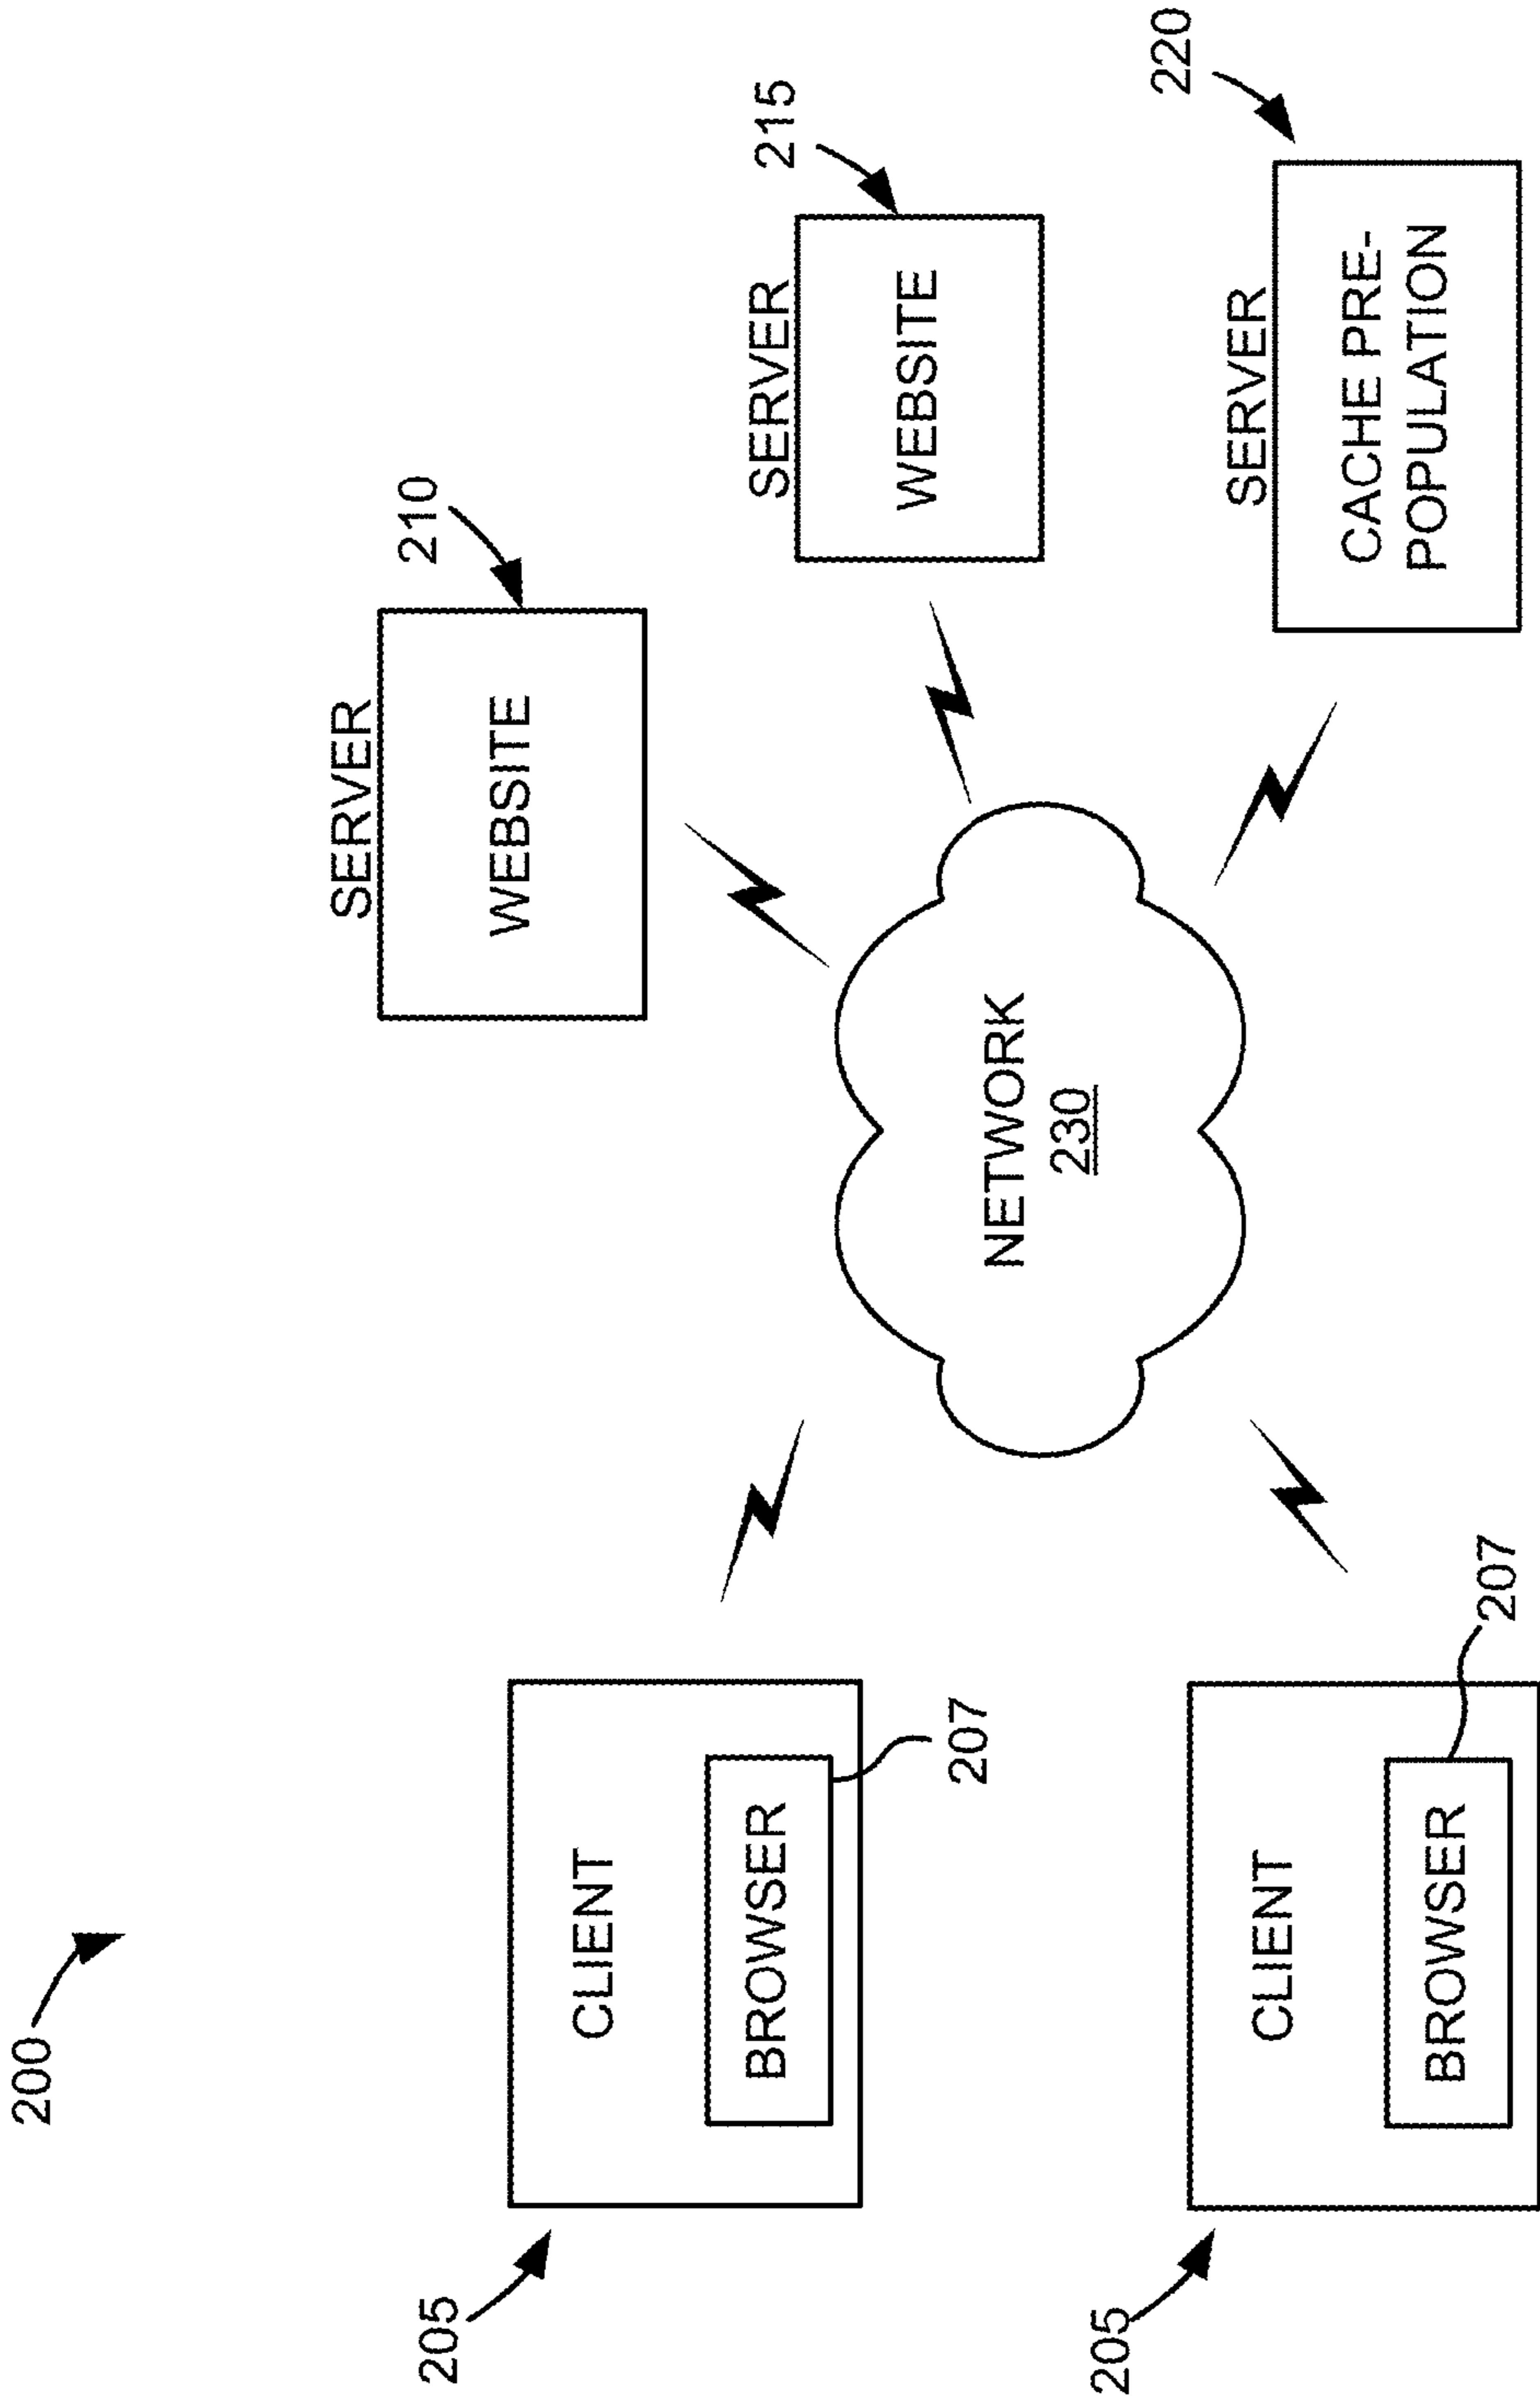 200
205
CLIENT
BROWSER
207
205
CLIENT
BROWSER
207
NETWORK
230
SERVER
WEBSITE
210
SERVER
WEBSITE
215
SERVER
CACHE PRE-
POPULATION
220